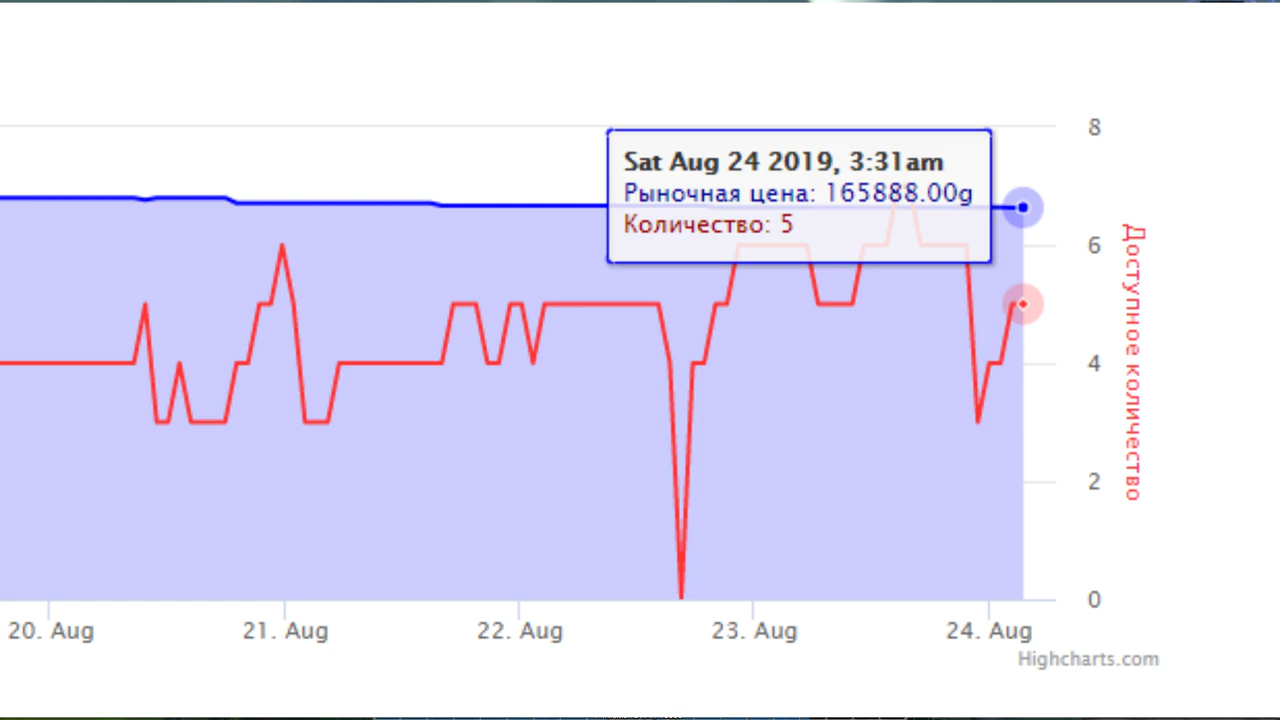 Sat Aug 24 2019, 3:31am
Рыночная цена: 165888.00g
Количество: 5
8
6
4
2
0
Доступное количество
20. Aug
21. Aug
22. Aug
23. Aug
24. Aug
Highcharts.com